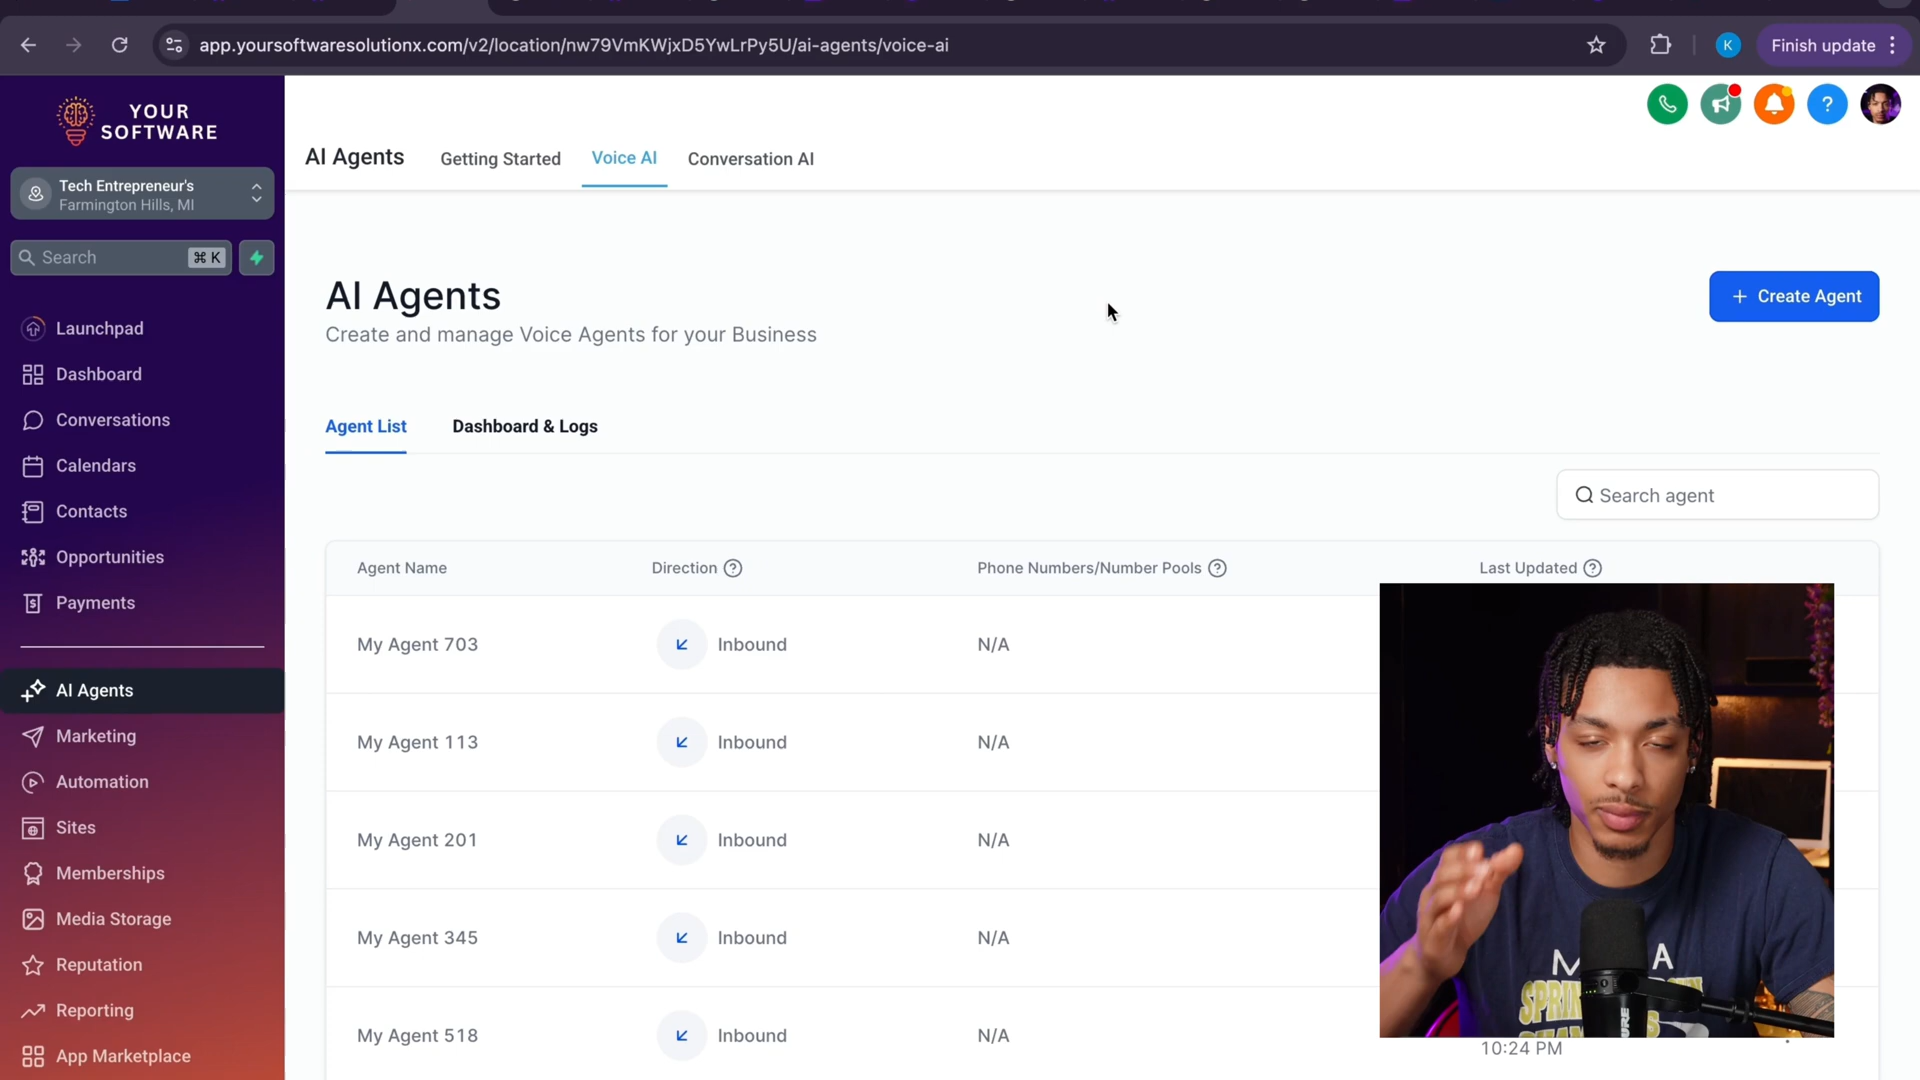 app.yoursoftwaresolutionx.com/v2/location/nw79VmKWjxD5YwLrPy5U/ai-agents/voice-ai
K
Finish update
YOUR
SOFTWARE
Tech Entrepreneur's
Farmington Hills, MI
Search
⌘ K
Launchpad
Dashboard
Conversations
Calendars
Contacts
Opportunities
Payments
AI Agents
Marketing
Automation
Sites
Memberships
Media Storage
Reputation
Reporting
App Marketplace
AI Agents
Getting Started
Voice AI
Conversation AI
?
AI Agents
Create and manage Voice Agents for your Business
+ Create Agent
Agent List
Dashboard & Logs
Search agent
Agent Name
Direction ?
Phone Numbers/Number Pools ?
Last Updated ?
My Agent 703
Inbound
N/A
My Agent 113
Inbound
N/A
My Agent 201
Inbound
N/A
My Agent 345
Inbound
N/A
My Agent 518
Inbound
N/A
10:24 PM